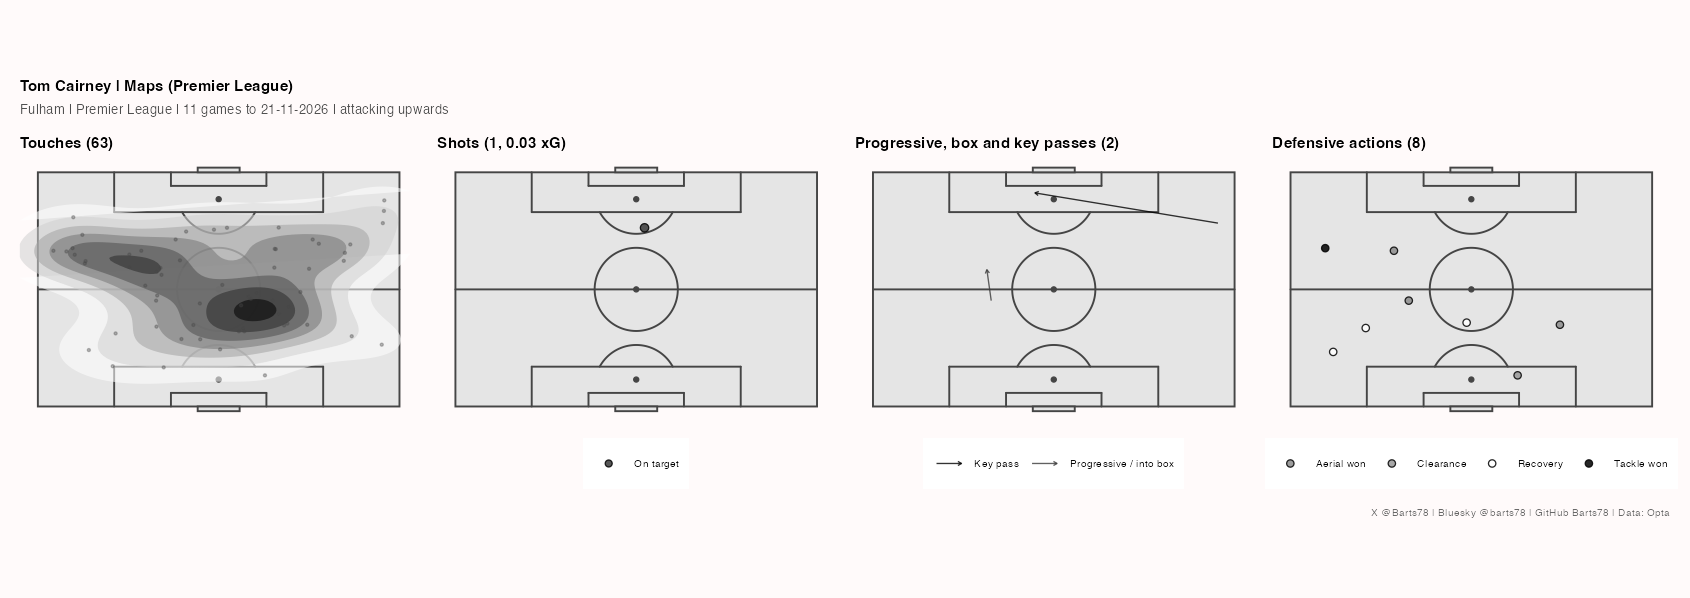 Tom Cairney | Maps (Premier League)
Fulham | Premier League | 11 games to 21-11-2026 | attacking upwards
Touches (63)
Shots (1, 0.03 xG)
Progressive, box and key passes (2)
Defensive actions (8)
On target
Key pass
Progressive / into box
Aerial won
Clearance
Recovery
Tackle won
X @Barts78 | Bluesky @barts78 | GitHub Barts78 | Data: Opta